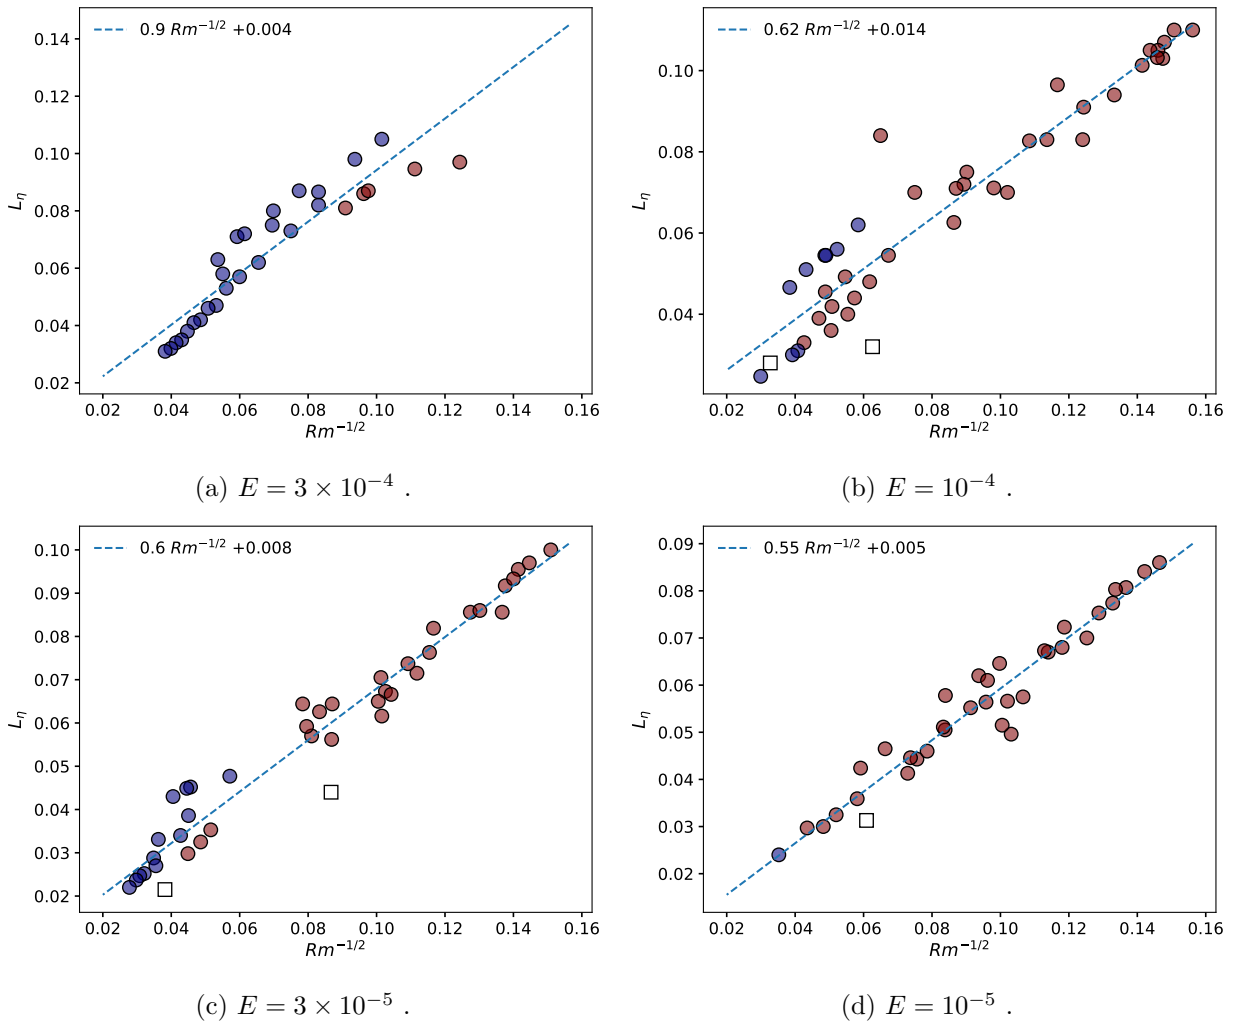 0.9 Rm^{-1/2} +0.004
0.14
0.12
0.10
0.08
0.06
0.04
0.02
L_η
0.02 0.04 0.06 0.08 0.10 0.12 0.14 0.16
Rm^{-1/2}
(a) E = 3 × 10^{-4} .
0.62 Rm^{-1/2} +0.014
0.10
0.08
0.06
0.04
L_η
0.02 0.04 0.06 0.08 0.10 0.12 0.14 0.16
Rm^{-1/2}
(b) E = 10^{-4} .
0.6 Rm^{-1/2} +0.008
0.10
0.09
0.08
0.07
0.06
0.05
0.04
0.03
0.02
L_η
0.02 0.04 0.06 0.08 0.10 0.12 0.14 0.16
Rm^{-1/2}
(c) E = 3 × 10^{-5} .
0.55 Rm^{-1/2} +0.005
0.09
0.08
0.07
0.06
0.05
0.04
0.03
0.02
L_η
0.02 0.04 0.06 0.08 0.10 0.12 0.14 0.16
Rm^{-1/2}
(d) E = 10^{-5} .